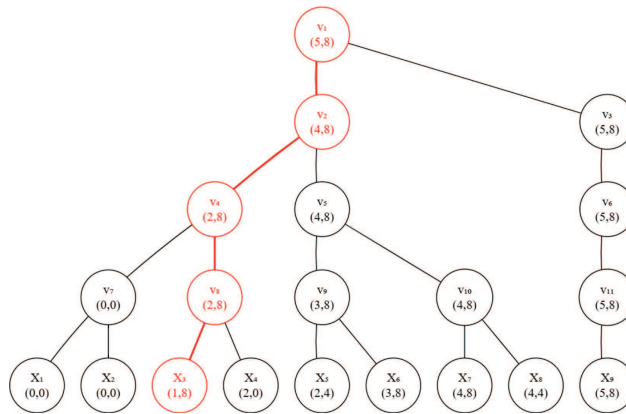 v₁
(5,8)
v₂
(4,8)
v₃
(5,8)
v₄
(2,8)
v₅
(4,8)
v₆
(5,8)
v₇
(0,0)
v₈
(2,8)
v₉
(3,8)
v₁₀
(4,8)
v₁₁
(5,8)
X₁
(0,0)
X₂
(0,0)
X₃
(1,8)
X₄
(2,0)
X₅
(2,4)
X₆
(3,8)
X₇
(4,8)
X₈
(4,4)
X₉
(5,8)